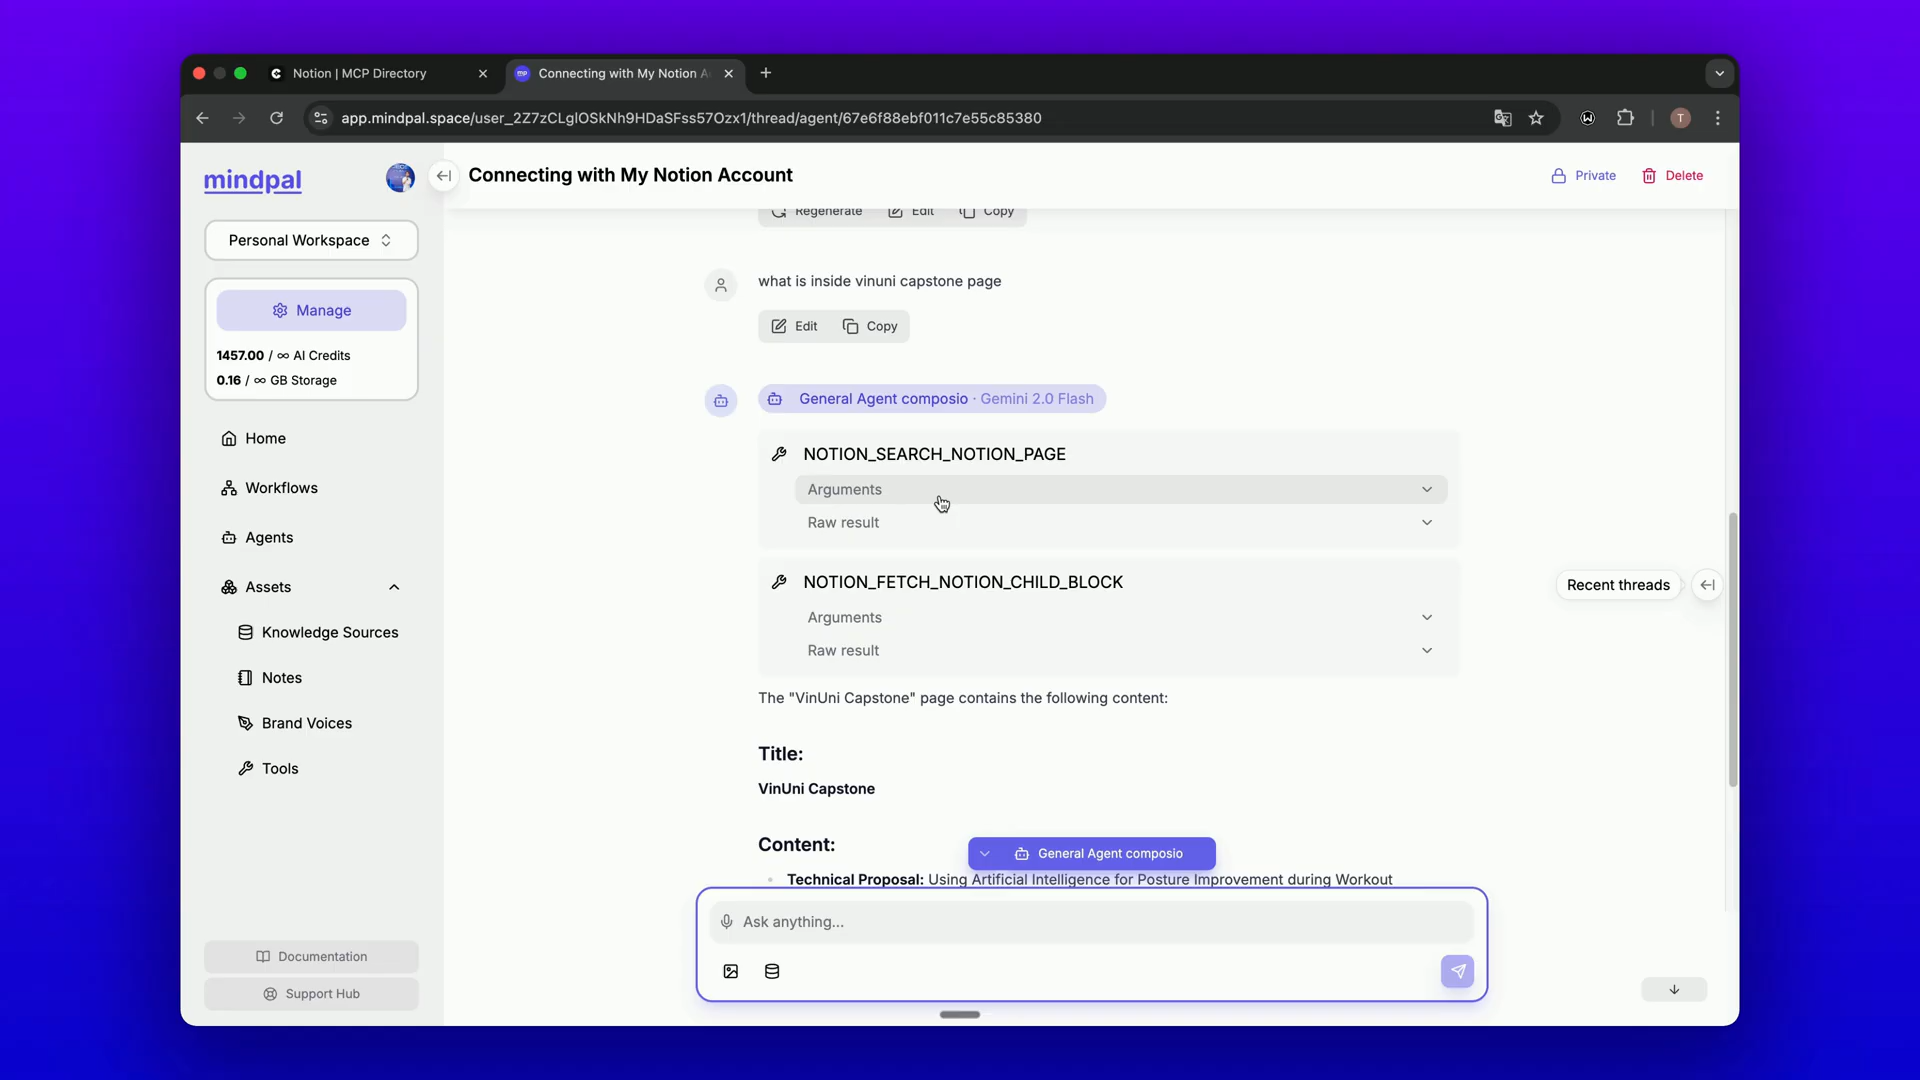 Notion | MCP Directory
Connecting with My Notion A
app.mindpal.space/user_2Z7zCLglOSkNh9HDaSFss57Ozx1/thread/agent/67e6f88ebf011c7e55c85380
T
mindpal
Connecting with My Notion Account
Private
Delete
Personal Workspace
Manage
1457.00 / ∞ AI Credits
0.16 / ∞ GB Storage
Home
Workflows
Agents
Assets
Knowledge Sources
Notes
Brand Voices
Tools
Documentation
Support Hub
Regenerate
Edit
Copy
what is inside vinuni capstone page
Edit
Copy
General Agent composio · Gemini 2.0 Flash
NOTION_SEARCH_NOTION_PAGE
Arguments
Raw result
NOTION_FETCH_NOTION_CHILD_BLOCK
Arguments
Raw result
The "VinUni Capstone" page contains the following content:
Title:
VinUni Capstone
Content:
Technical Proposal: Using Artificial Intelligence for Posture Improvement during Workout
General Agent composio
Ask anything...
Recent threads